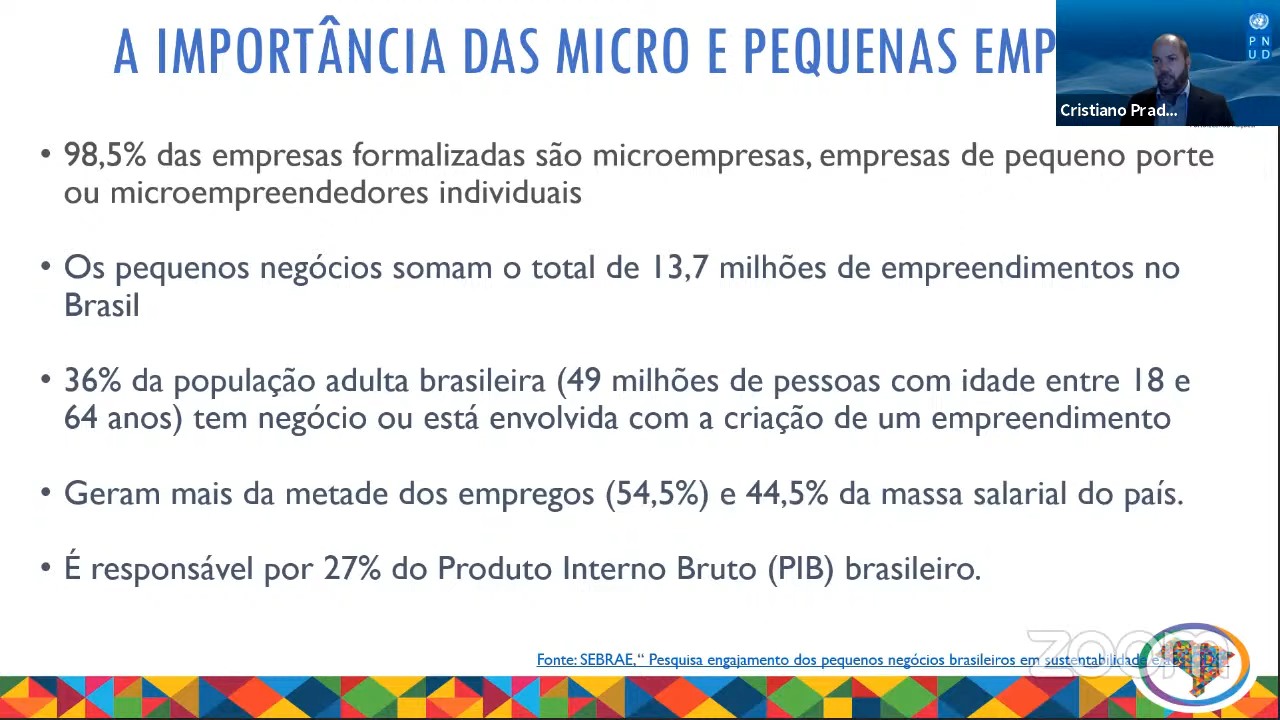 A IMPORTÂNCIA DAS MICRO E PEQUENAS EMP
PNUD
Cristiano Prad...
• 98,5% das empresas formalizadas são microempresas, empresas de pequeno porte
ou microempreendedores individuais
• Os pequenos negócios somam o total de 13,7 milhões de empreendimentos no
Brasil
• 36% da população adulta brasileira (49 milhões de pessoas com idade entre 18 e
64 anos) tem negócio ou está envolvida com a criação de um empreendimento
• Geram mais da metade dos empregos (54,5%) e 44,5% da massa salarial do país.
• É responsável por 27% do Produto Interno Bruto (PIB) brasileiro.
zoom
Fonte: SEBRAE, “ Pesquisa engajamento dos pequenos negócios brasileiros em sustentabilidade e